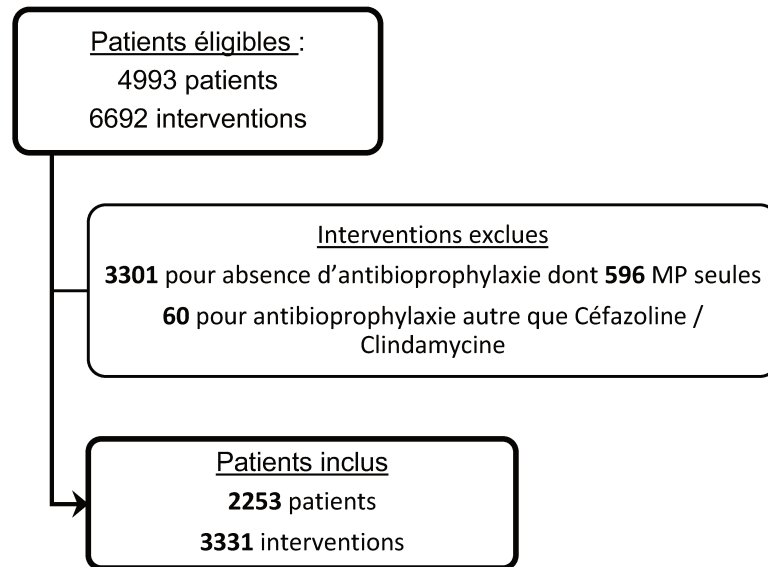 Patients éligibles :
4993 patients
6692 interventions
Interventions exclues
3301 pour absence d’antibioprophylaxie dont 596 MP seules
60 pour antibioprophylaxie autre que Céfazoline /
Clindamycine
Patients inclus
2253 patients
3331 interventions